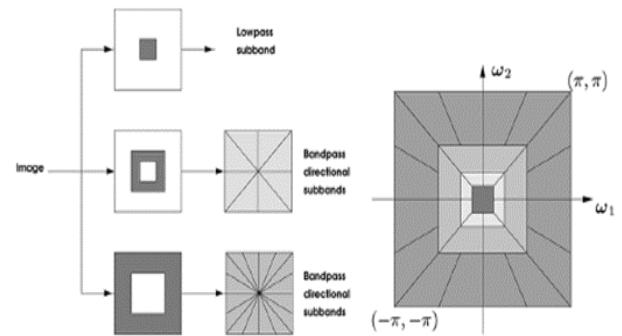 Lowpass
subband
Image
Bandpass
directional
subbands
Bandpass
directional
subbands
ω₂
(π, π)
ω₁
(−π, −π)